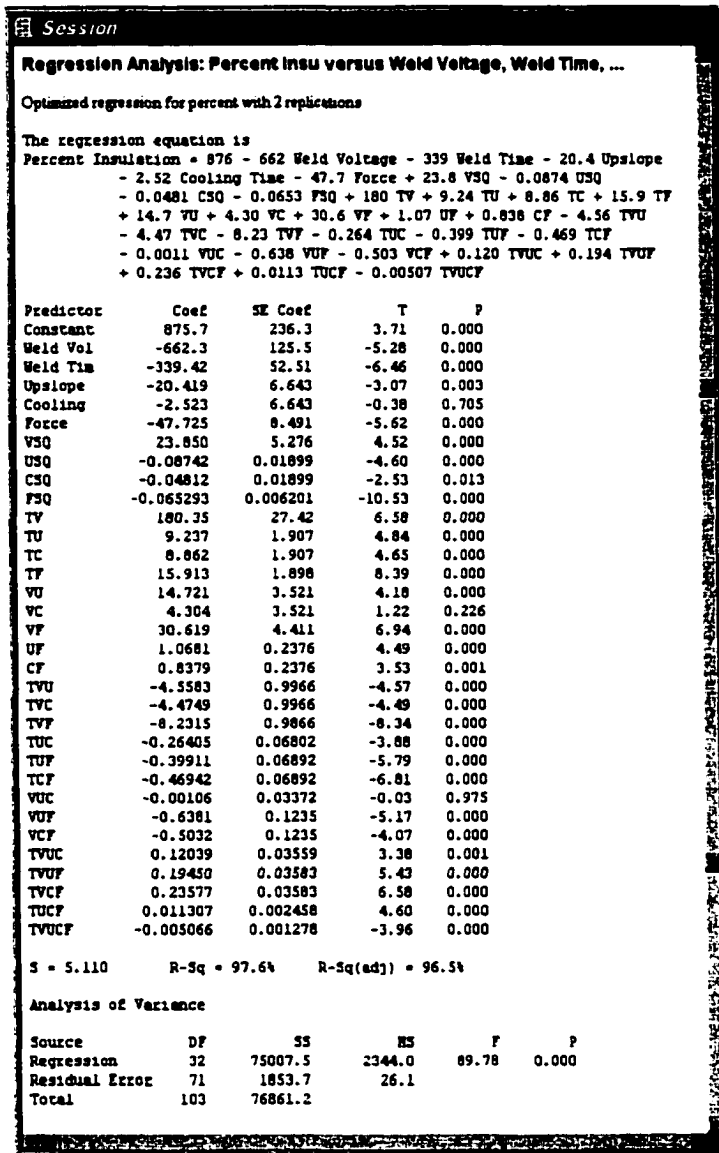 Session
Regression Analysis: Percent Insu versus Weld Voltage, Weld Time, ...
Optimized regression for percent with 2 replications
The regression equation is
Percent Insulation = 876 - 662 Weld Voltage - 339 Weld Time - 20.4 Upslope
- 2.52 Cooling Time - 47.7 Force + 23.8 VSQ - 0.0874 USQ
- 0.0481 CSQ - 0.0653 FSQ + 180 TV + 9.24 TU + 8.86 TC + 15.9 TF
+ 14.7 VU + 4.30 VC + 30.6 VF + 1.07 UF + 0.838 CF - 4.56 TVU
- 4.47 TVC - 8.23 TVF - 0.264 TUC - 0.399 TUF - 0.469 TCF
- 0.0011 VUC - 0.638 VUF - 0.503 VCF + 0.120 TVUC + 0.194 TVUF
+ 0.236 TVCF + 0.0113 TUCF - 0.00507 TVUCF
Predictor Coef SE Coef T P
Constant 875.7 236.3 3.71 0.000
Weld Vol -662.3 125.5 -5.28 0.000
Weld Tim -339.42 52.51 -6.46 0.000
Upslope -20.419 6.643 -3.07 0.003
Cooling -2.523 6.643 -0.38 0.705
Force -47.725 8.491 -5.62 0.000
VSQ 23.850 5.276 4.52 0.000
USQ -0.08742 0.01899 -4.60 0.000
CSQ -0.04812 0.01899 -2.53 0.013
FSQ -0.065293 0.006201 -10.53 0.000
TV 180.35 27.42 6.58 0.000
TU 9.237 1.907 4.84 0.000
TC 8.862 1.907 4.65 0.000
TF 15.913 1.898 8.39 0.000
VU 14.721 3.521 4.18 0.000
VC 4.304 3.521 1.22 0.226
VF 30.619 4.411 6.94 0.000
UF 1.0681 0.2376 4.49 0.000
CF 0.8379 0.2376 3.53 0.001
TVU -4.5583 0.9966 -4.57 0.000
TVC -4.4749 0.9966 -4.49 0.000
TVF -8.2315 0.9866 -8.34 0.000
TUC -0.26405 0.06802 -3.88 0.000
TUF -0.39911 0.06892 -5.79 0.000
TCF -0.46942 0.06892 -6.81 0.000
VUC -0.00106 0.03372 -0.03 0.975
VUF -0.6381 0.1235 -5.17 0.000
VCF -0.5032 0.1235 -4.07 0.000
TVUC 0.12039 0.03559 3.38 0.001
TVUF 0.19450 0.03583 5.43 0.000
TVCF 0.23577 0.03583 6.58 0.000
TUCF 0.011307 0.002458 4.60 0.000
TVUCF -0.005066 0.001278 -3.96 0.000
S = 5.110 R-Sq = 97.6% R-Sq(adj) = 96.5%
Analysis of Variance
Source DF SS MS F P
Regression 32 75007.5 2344.0 89.78 0.000
Residual Error 71 1853.7 26.1
Total 103 76861.2